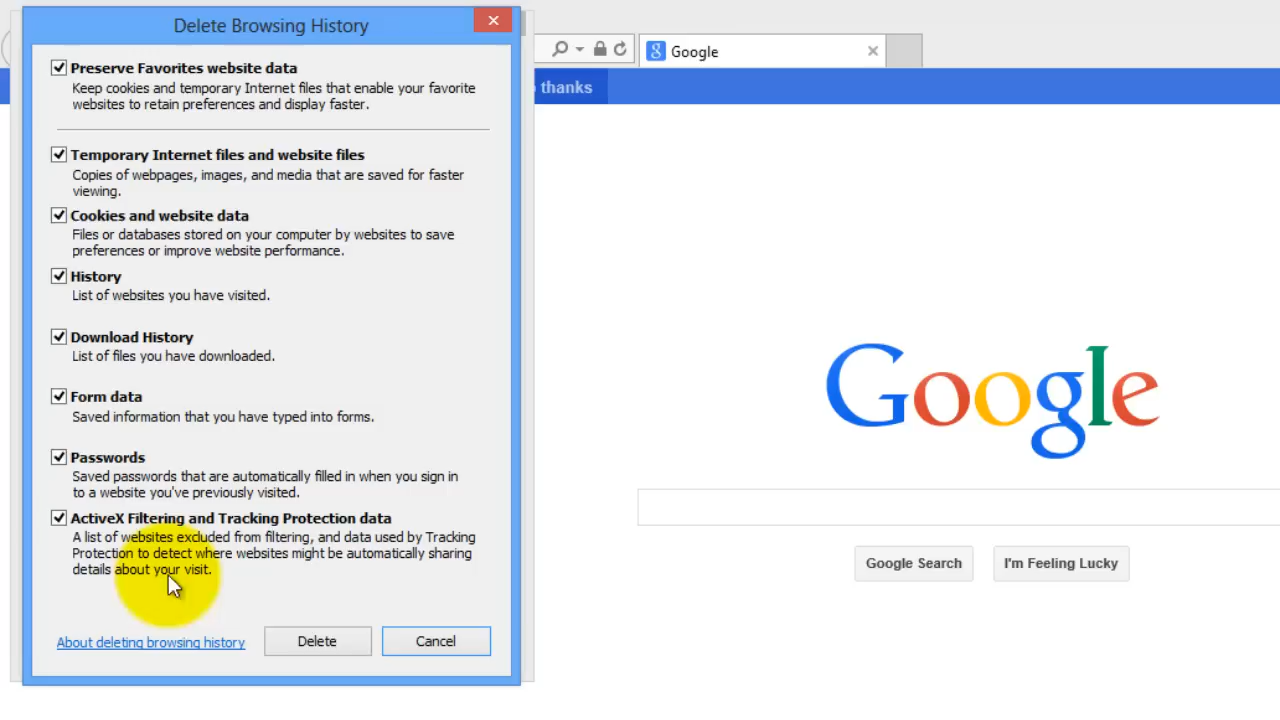 Delete Browsing History
Preserve Favorites website data
Keep cookies and temporary Internet files that enable your favorite
websites to retain preferences and display faster.
Temporary Internet files and website files
Copies of webpages, images, and media that are saved for faster
viewing.
Cookies and website data
Files or databases stored on your computer by websites to save
preferences or improve website performance.
History
List of websites you have visited.
Download History
List of files you have downloaded.
Form data
Saved information that you have typed into forms.
Passwords
Saved passwords that are automatically filled in when you sign in
to a website you've previously visited.
ActiveX Filtering and Tracking Protection data
A list of websites excluded from filtering, and data used by Tracking
Protection to detect where websites might be automatically sharing
details about your visit.
About deleting browsing history
Delete
Cancel
Google
thanks
Google
Google Search
I'm Feeling Lucky